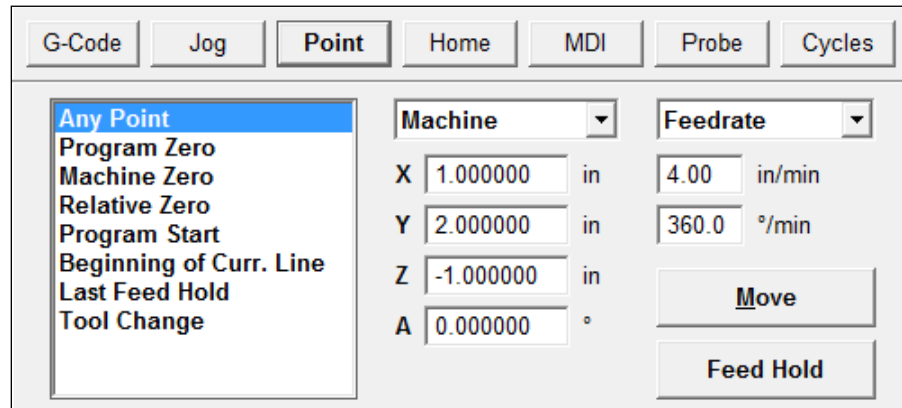 G-Code Jog Point Home MDI Probe Cycles
Any Point
Program Zero
Machine Zero
Relative Zero
Program Start
Beginning of Curr. Line
Last Feed Hold
Tool Change
Machine
X 1.000000 in
Y 2.000000 in
Z -1.000000 in
A 0.000000 °
Feedrate
4.00 in/min
360.0 °/min
Move
Feed Hold